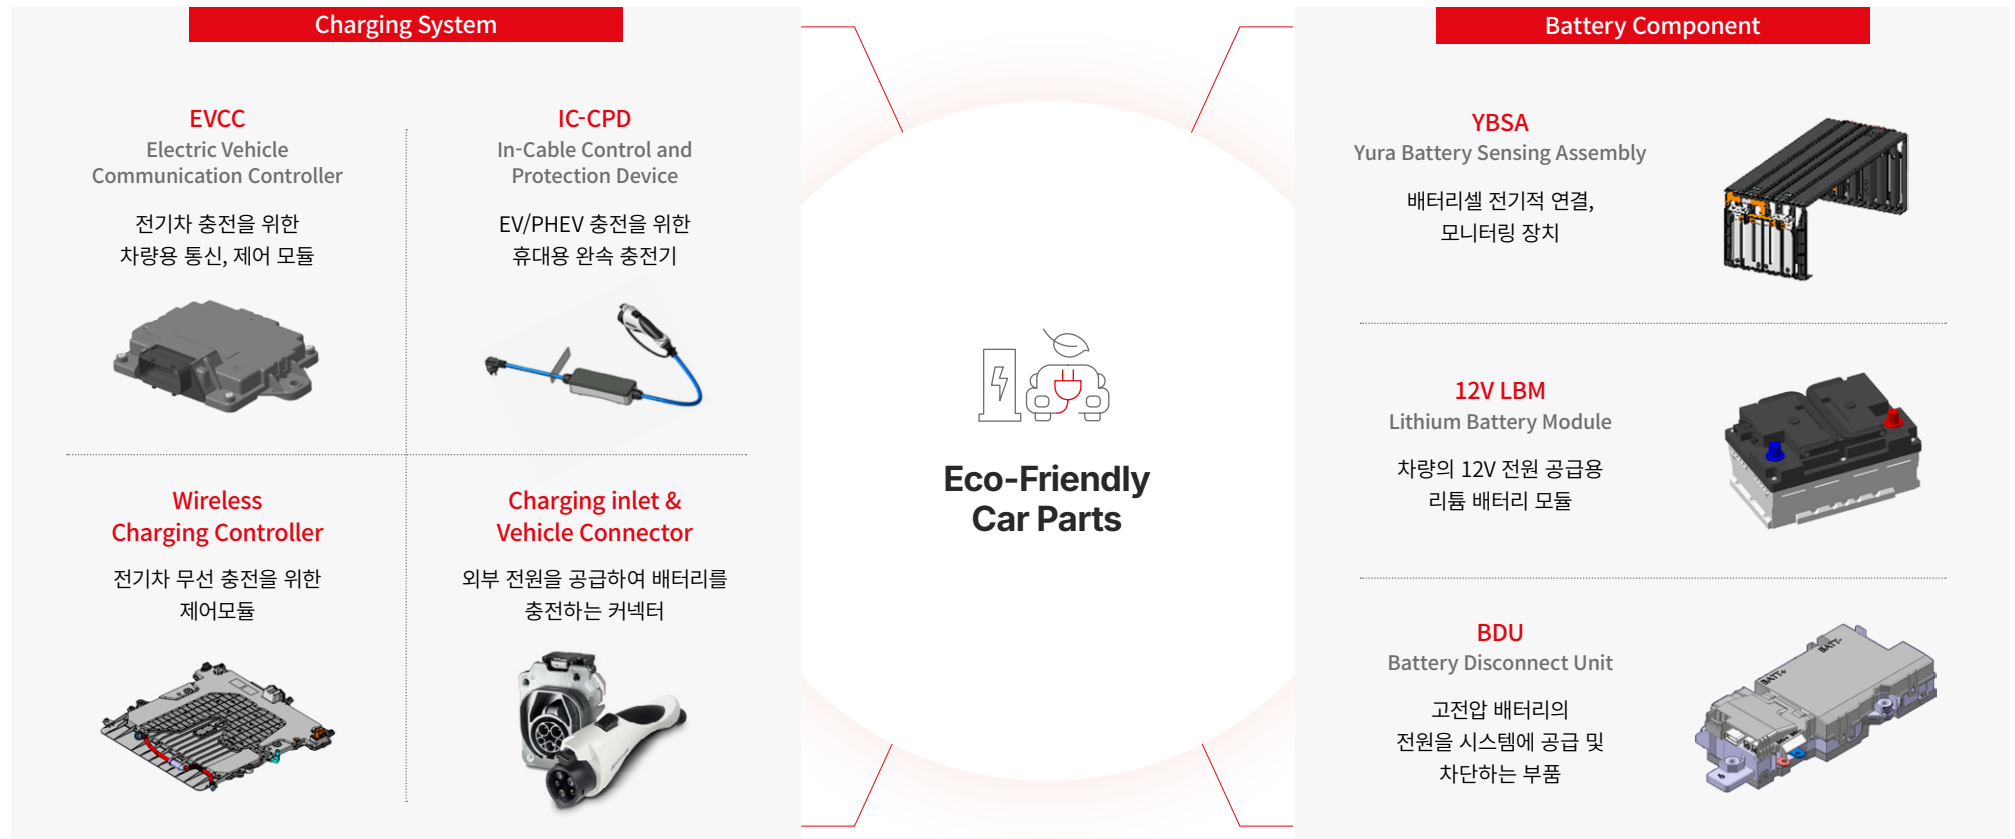 Charging System
EVCC
Electric Vehicle
Communication Controller
전기차 충전을 위한
차량용 통신, 제어 모듈
IC-CPD
In-Cable Control and
Protection Device
EV/PHEV 충전을 위한
휴대용 완속 충전기
Wireless
Charging Controller
전기차 무선 충전을 위한
제어모듈
Charging inlet &
Vehicle Connector
외부 전원을 공급하여 배터리를
충전하는 커넥터
Eco-Friendly
Car Parts
Battery Component
YBSA
Yura Battery Sensing Assembly
배터리셀 전기적 연결,
모니터링 장치
12V LBM
Lithium Battery Module
차량의 12V 전원 공급용
리튬 배터리 모듈
BDU
Battery Disconnect Unit
고전압 배터리의
전원을 시스템에 공급 및
차단하는 부품
BATT+
BATT-